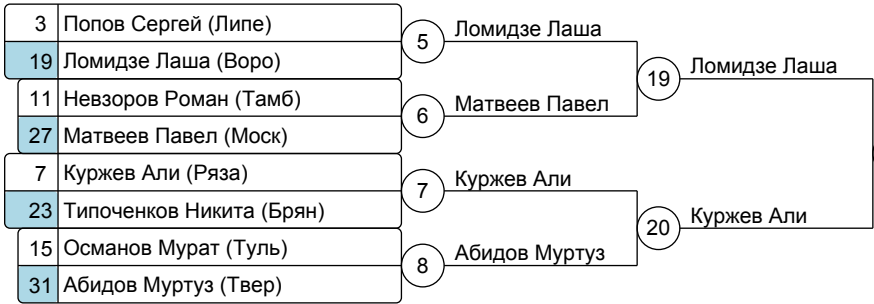 3 Попов Сергей (Липе)
19 Ломидзе Лаша (Воро)
11 Невзоров Роман (Тамб)
27 Матвеев Павел (Моск)
7 Куржев Али (Ряза)
23 Типоченков Никита (Брян)
15 Османов Мурат (Туль)
31 Абидов Муртуз (Твер)
5 Ломидзе Лаша
6 Матвеев Павел
7 Куржев Али
8 Абидов Муртуз
19 Ломидзе Лаша
20 Куржев Али